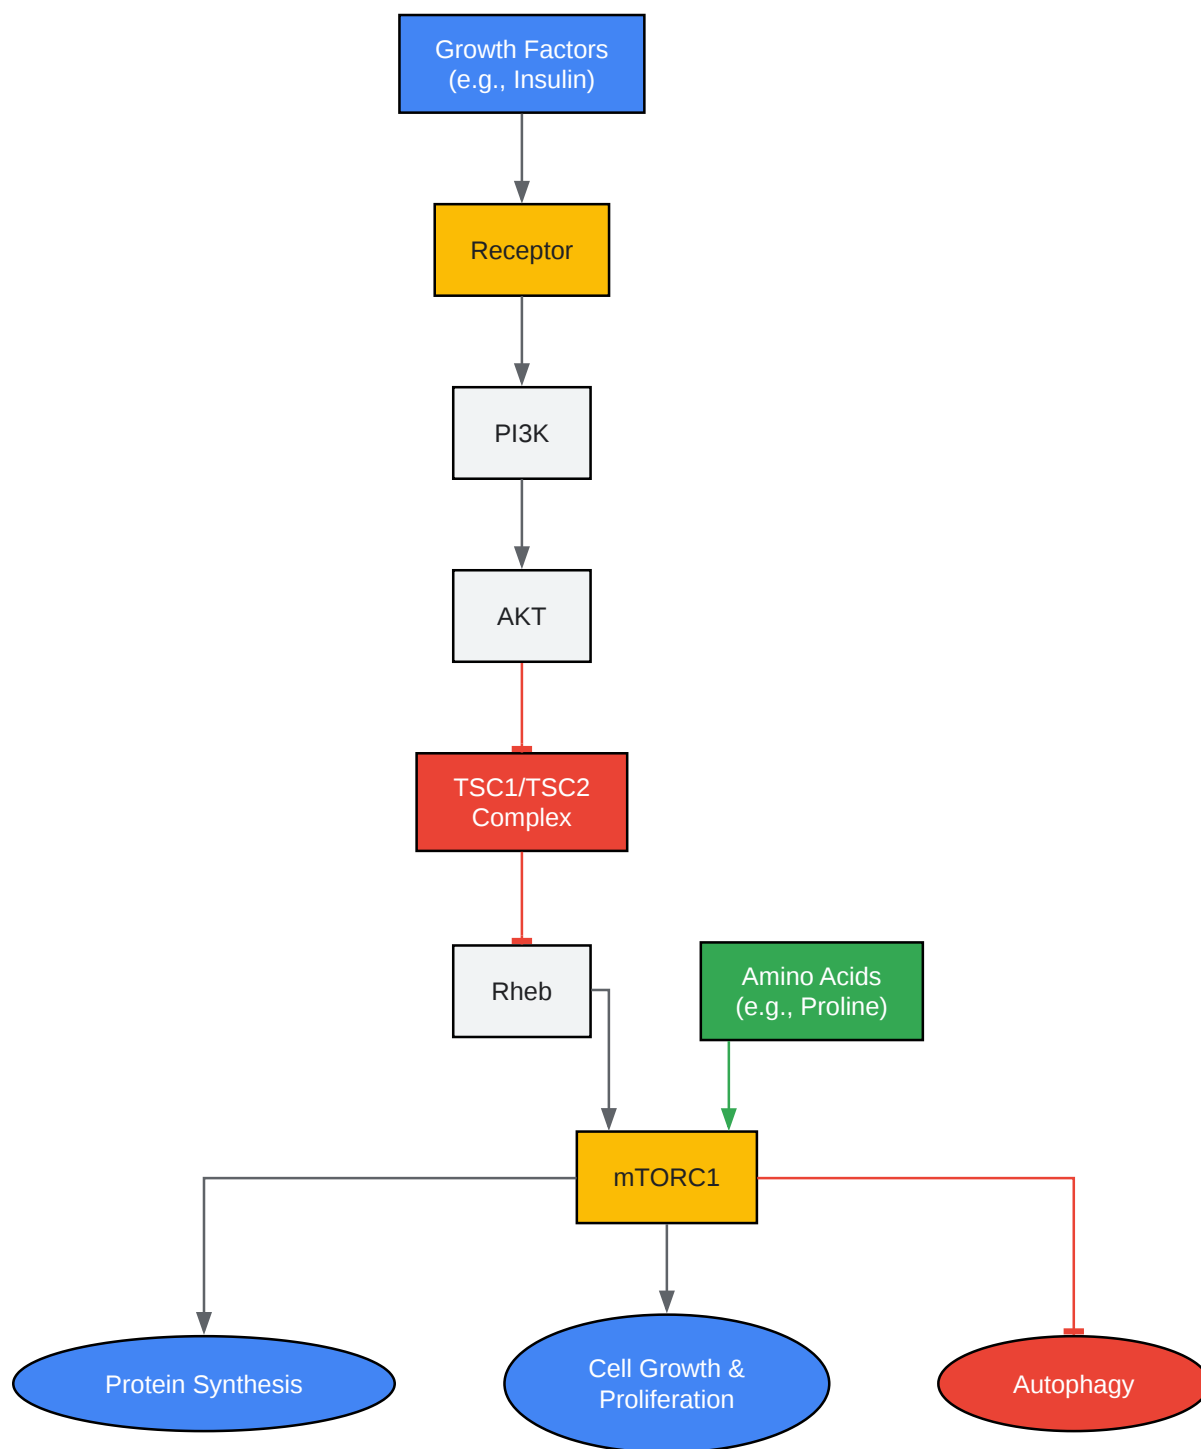 Growth Factors
(e.g., Insulin)
Receptor
PI3K
AKT
TSC1/TSC2
Complex
Rheb
Amino Acids
(e.g., Proline)
mTORC1
Protein Synthesis
Cell Growth &
Proliferation
Autophagy